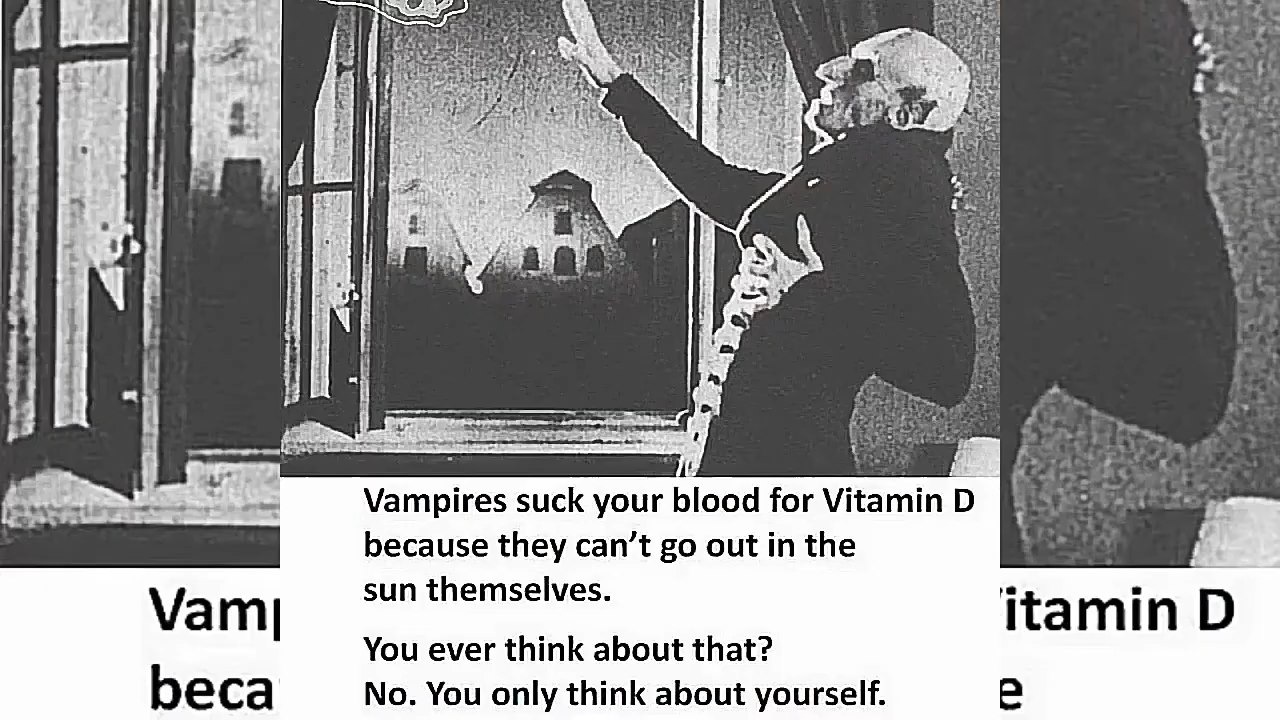 Vampires suck your blood for Vitamin D
because they can’t go out in the
sun themselves.
You ever think about that?
No. You only think about yourself.
Vamp
itamin D
beca
e